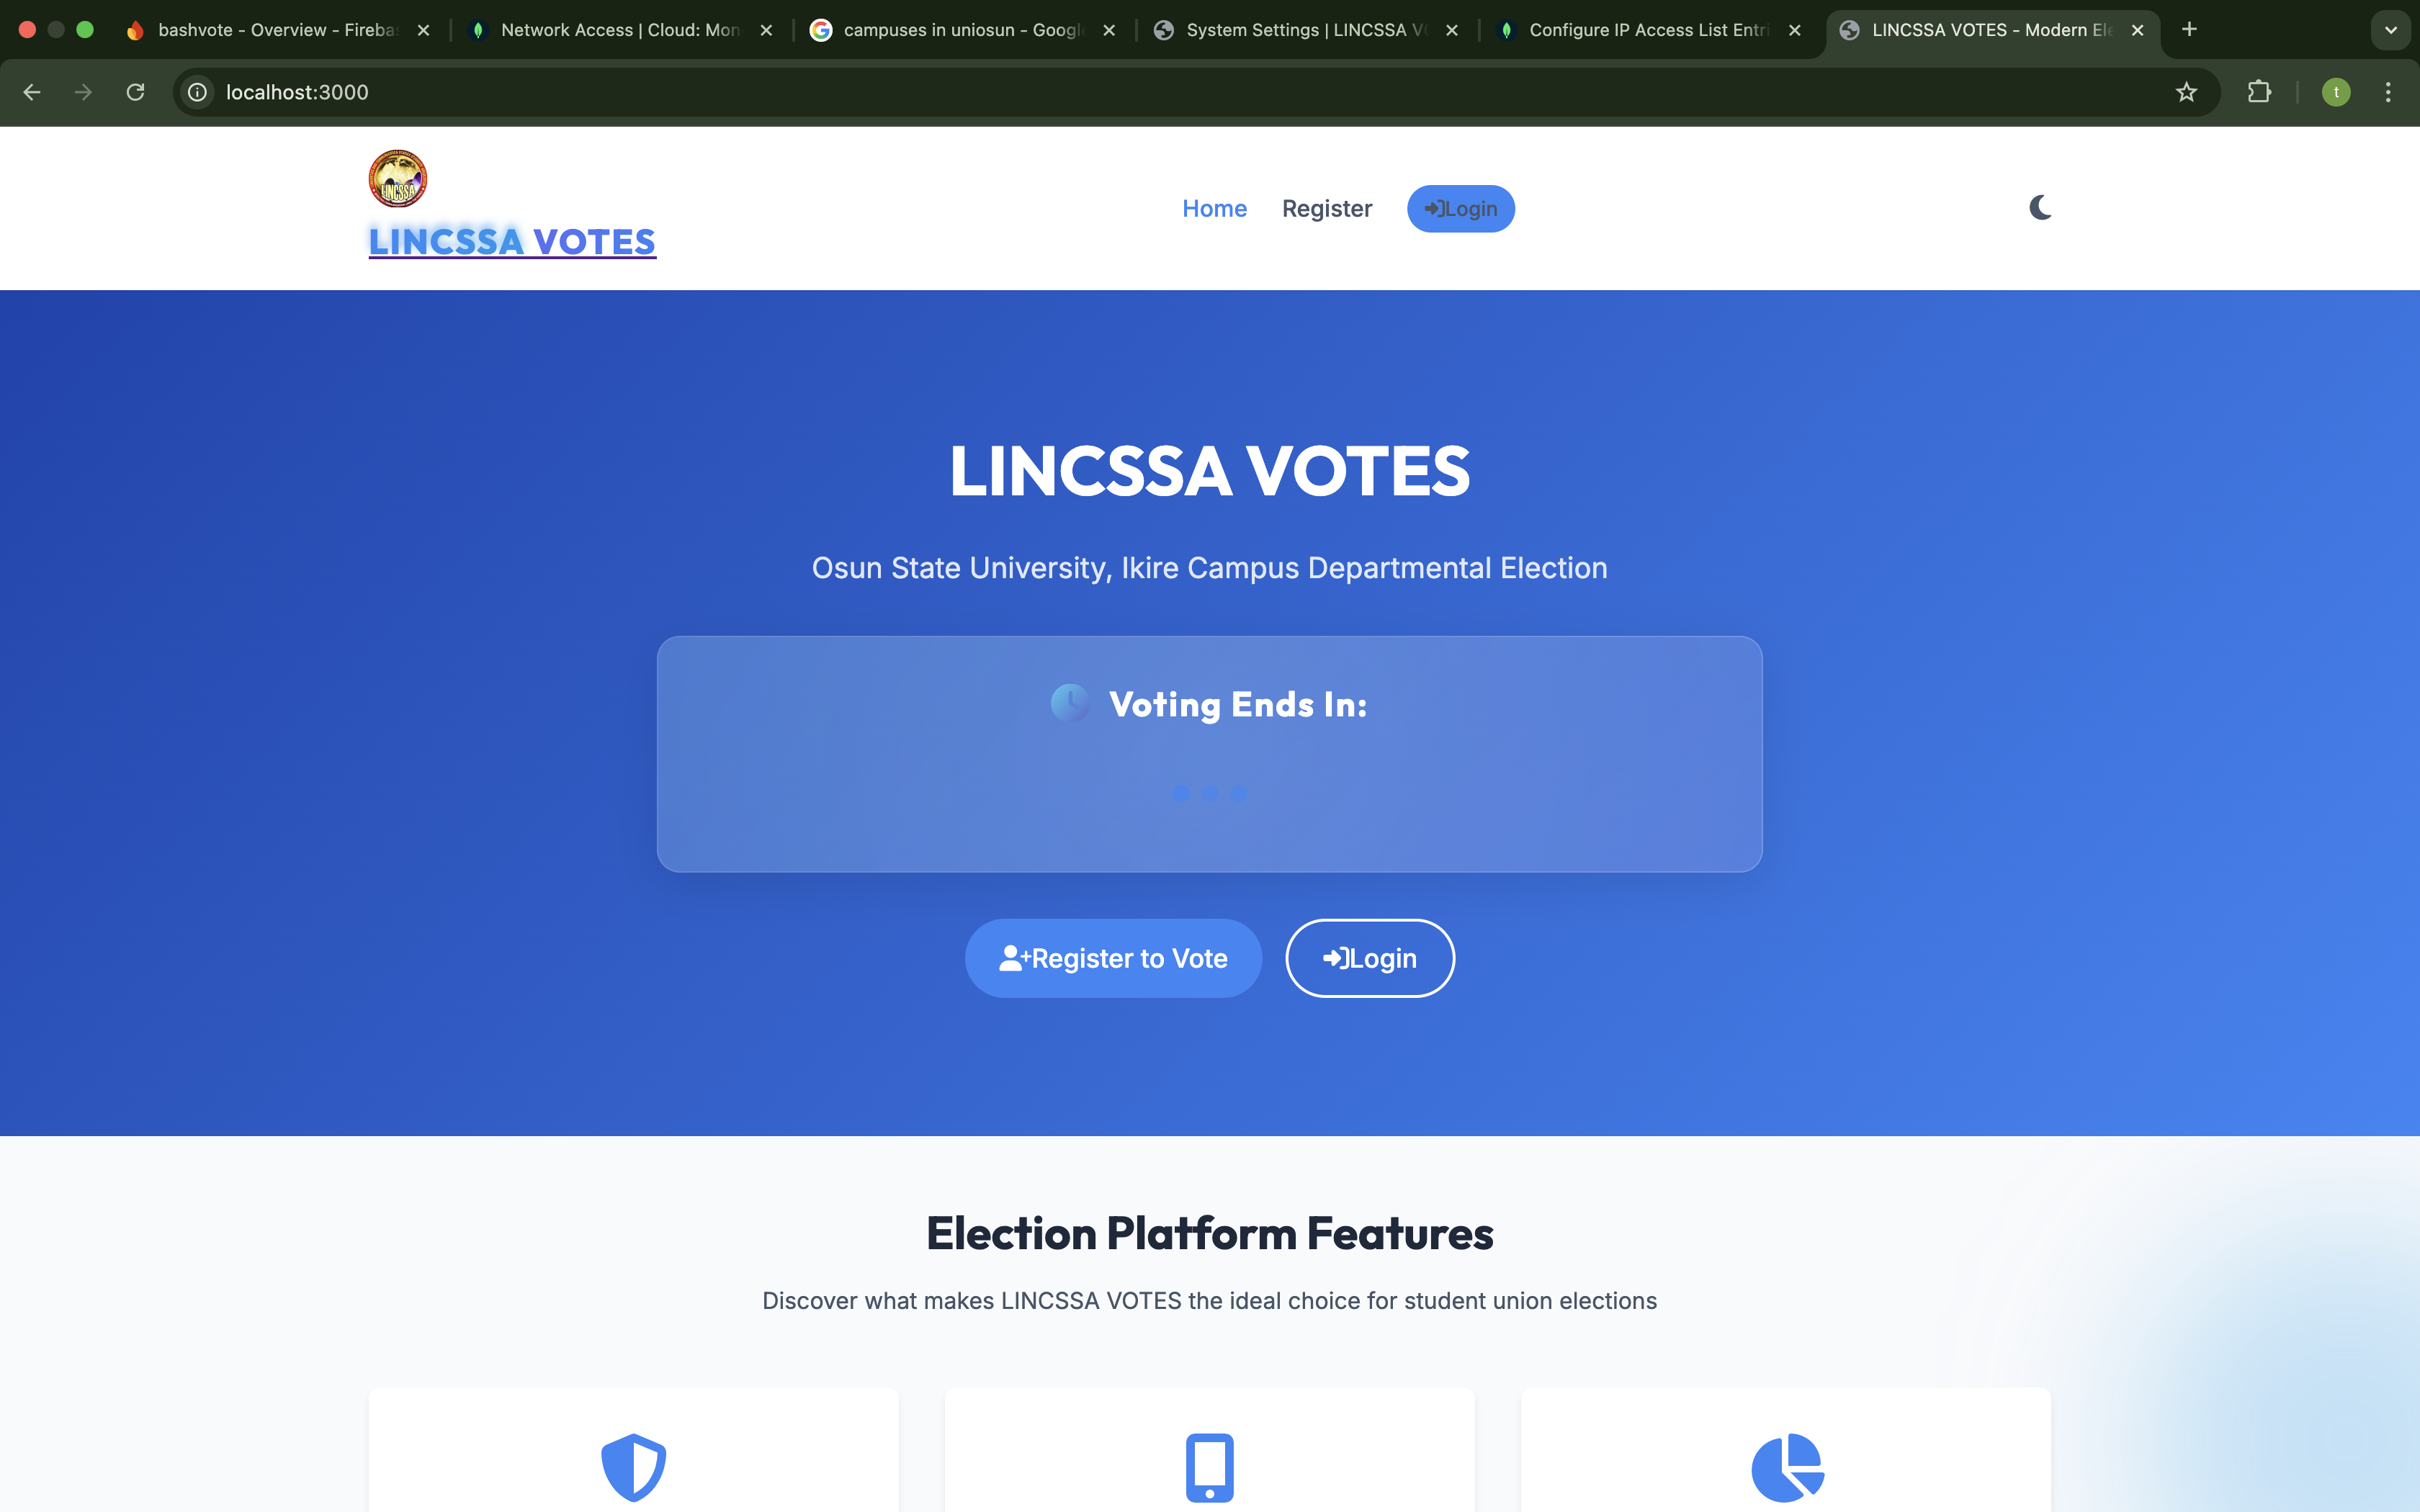 bashvote - Overview - Fireba
Network Access | Cloud: Mon
campuses in uniosun - Googl
System Settings | LINCSSA V
Configure IP Access List Entri
LINCSSA VOTES - Modern Ele
localhost:3000
t
LINCSSA
LINCSSA VOTES
Home
Register
Login
LINCSSA VOTES
Osun State University, Ikire Campus Departmental Election
Voting Ends In:
Register to Vote
Login
Election Platform Features
Discover what makes LINCSSA VOTES the ideal choice for student union elections